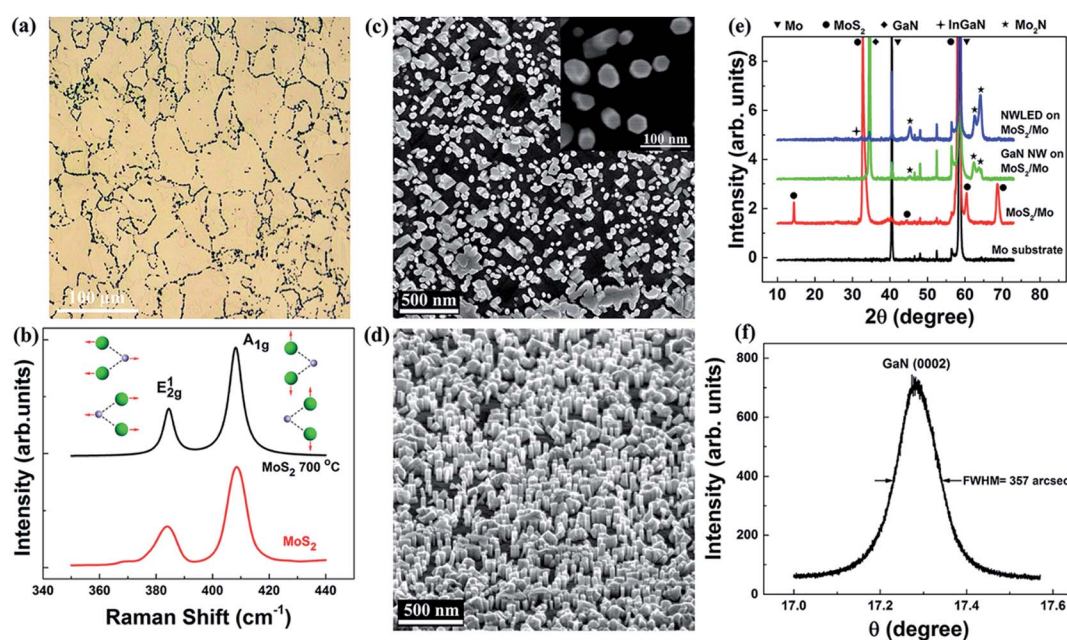 (a)
100 µm
(b)
A1g
E¹2g
MoS2 700 °C
MoS2
Intensity (arb.units)
340 360 380 400 420 440
Raman Shift (cm-1)
(c)
100 nm
500 nm
(d)
500 nm
(e)
▼ Mo ● MoS2 ◆ GaN + InGaN ★ Mo2N
NWLED on
MoS2/Mo
GaN NW on
MoS2/Mo
MoS2/Mo
Mo substrate
Intensity (arb. units)
8
6
4
2
0
10 20 30 40 50 60 70 80
2θ (degree)
(f)
GaN (0002)
FWHM= 357 arcsec
Intensity (arb. units)
800
600
400
200
0
17.0 17.2 17.4 17.6
θ (degree)